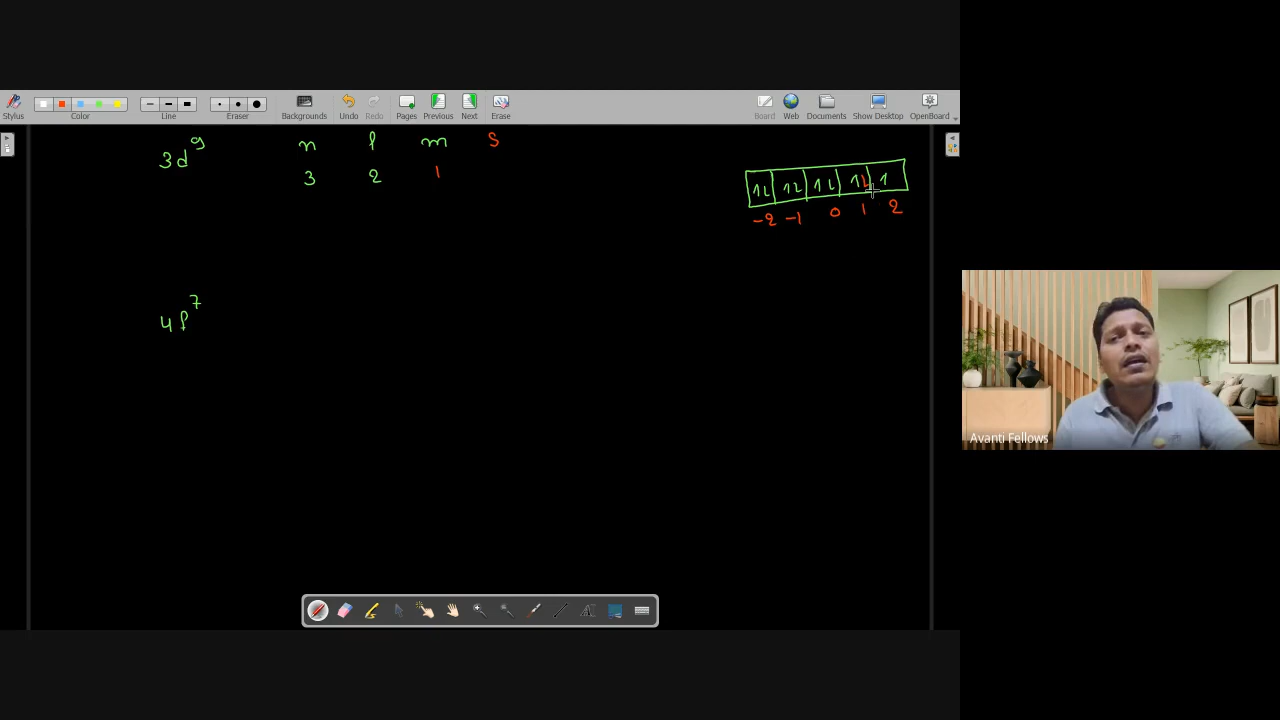 Stylus Color Line Eraser Backgrounds Undo Redo Pages Previous Next Erase Board Web Documents Show Desktop OpenBoard
3d⁹ n l m s
3 2 1
1L 1L 1L 1L 1
-2 -1 0 1 2
4f⁷
Avanti Fellows